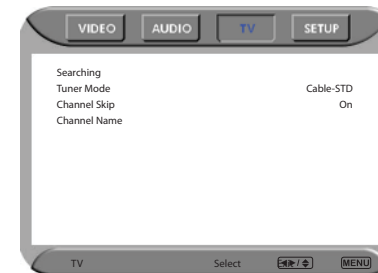 VIDEO AUDIO TV SETUP
Searching
Tuner Mode Cable-STD
Channel Skip On
Channel Name
TV Select / MENU